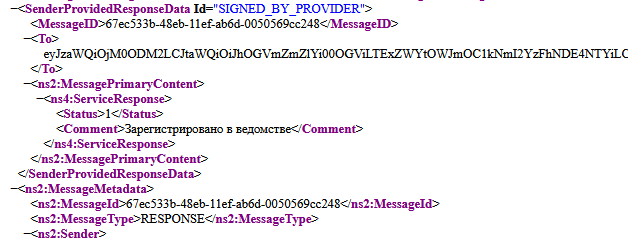 −<SenderProvidedResponseData Id="SIGNED_BY_PROVIDER">
<MessageID>67ec533b-48eb-11ef-ab6d-0050569cc248</MessageID>
−<To>
eyJzaWQiOjM0ODM2LCJtaWQiOiJhOGVmZmZlYi00OGViLTExZWYtOWJmOC1kNmI2YzFhNDE4NTYiLC
</To>
−<ns2:MessagePrimaryContent>
−<ns4:ServiceResponse>
<Status>1</Status>
<Comment>Зарегистрировано в ведомстве</Comment>
</ns4:ServiceResponse>
</ns2:MessagePrimaryContent>
</SenderProvidedResponseData>
−<ns2:MessageMetadata>
<ns2:MessageId>67ec533b-48eb-11ef-ab6d-0050569cc248</ns2:MessageId>
<ns2:MessageType>RESPONSE</ns2:MessageType>
−<ns2:Sender>